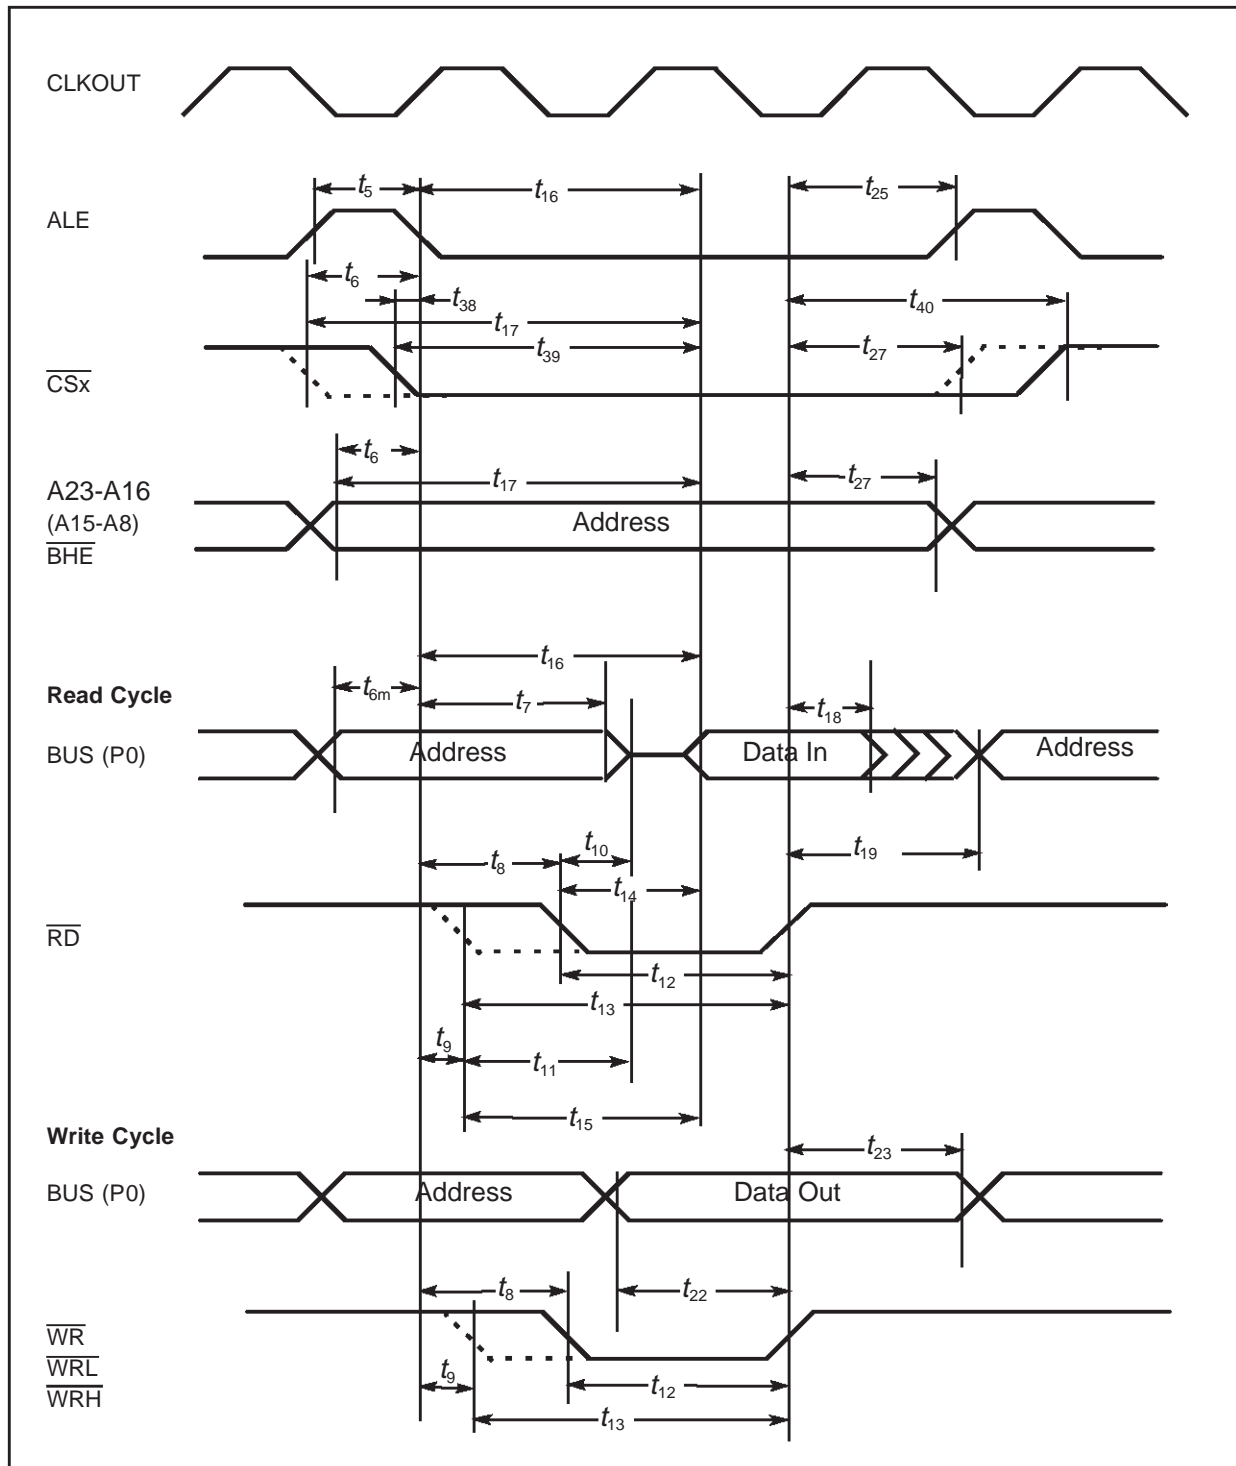 CLKOUT
t5 t16 t25
ALE
t6
t38 t40
t17
t39 t27
CSx
t6
t17 t27
A23-A16
(A15-A8) Address
BHE
t16
Read Cycle t6m t7 t18
BUS (P0) Address Data In Address
t8 t10 t19
t14
RD
t12
t13
t9 t11
t15
Write Cycle
t23
BUS (P0) Address Data Out
t8 t22
WR
WRL
t9 t12
WRH
t13